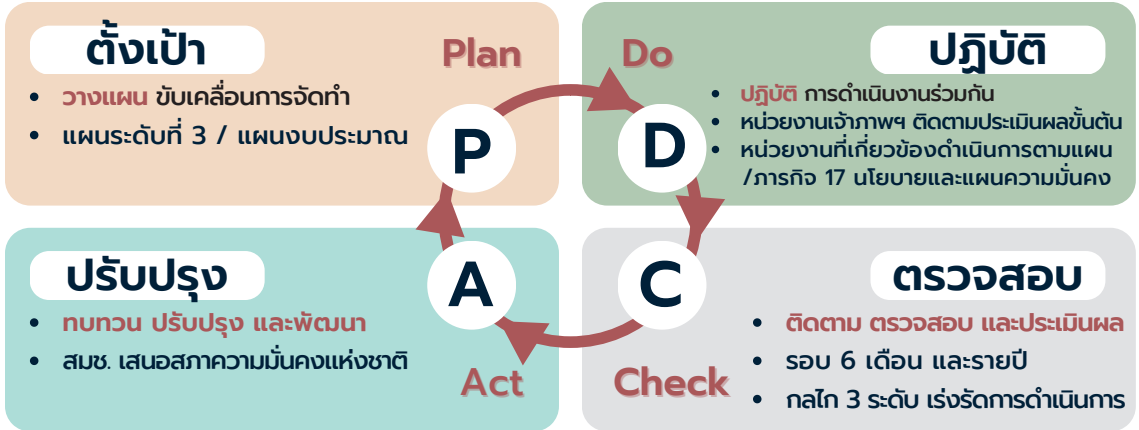 ตั้งเป้า
Plan
วางแผน ขับเคลื่อนการจัดทำ
แผนระดับที่ 3 / แผนงบประมาณ
P
Do
ปฏิบัติ
ปฏิบัติ การดำเนินงานร่วมกัน
หน่วยงานเจ้าภาพฯ ติดตามประเมินผลขั้นต้น
หน่วยงานที่เกี่ยวข้องดำเนินการตามแผน
/ภารกิจ 17 นโยบายและแผนความมั่นคง
D
ปรับปรุง
ทบทวน ปรับปรุง และพัฒนา
สมช. เสนอสภาความมั่นคงแห่งชาติ
A
Act
C
ตรวจสอบ
ติดตาม ตรวจสอบ และประเมินผล
รอบ 6 เดือน และรายปี
Check
กลไก 3 ระดับ เร่งรัดการดำเนินการ